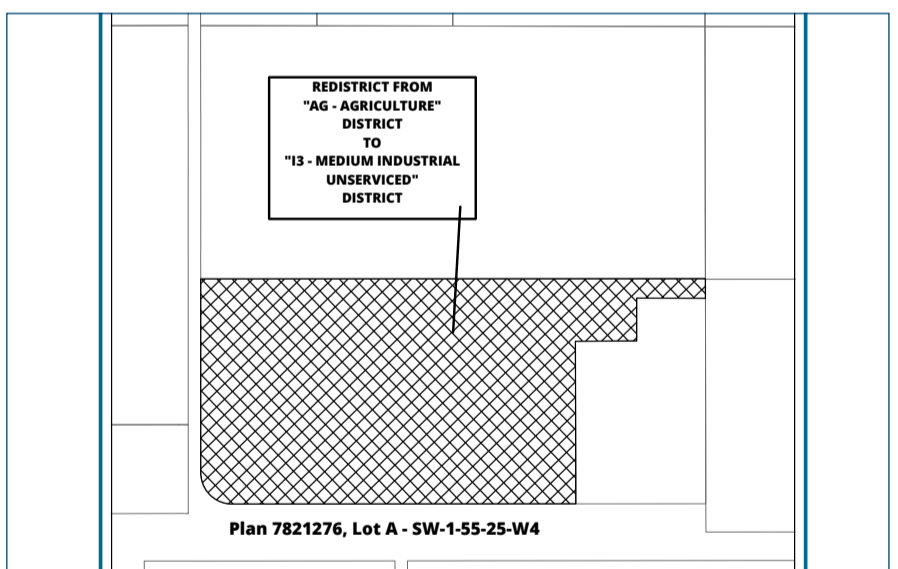 REDISTRICT FROM
"AG - AGRICULTURE"
DISTRICT
TO
"I3 - MEDIUM INDUSTRIAL
UNSERVICED"
DISTRICT
Plan 7821276, Lot A - SW-1-55-25-W4